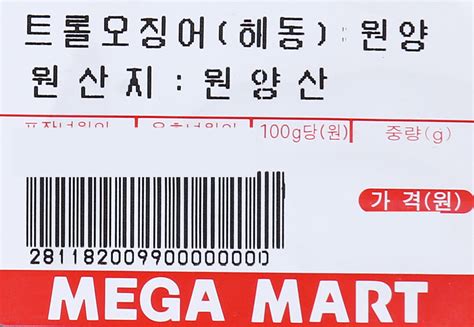 트롤오징어(해동):원양
원산지:원양산
100g당(원) 중량(g)
가격(원)
2811820099000000000
MEGA MART